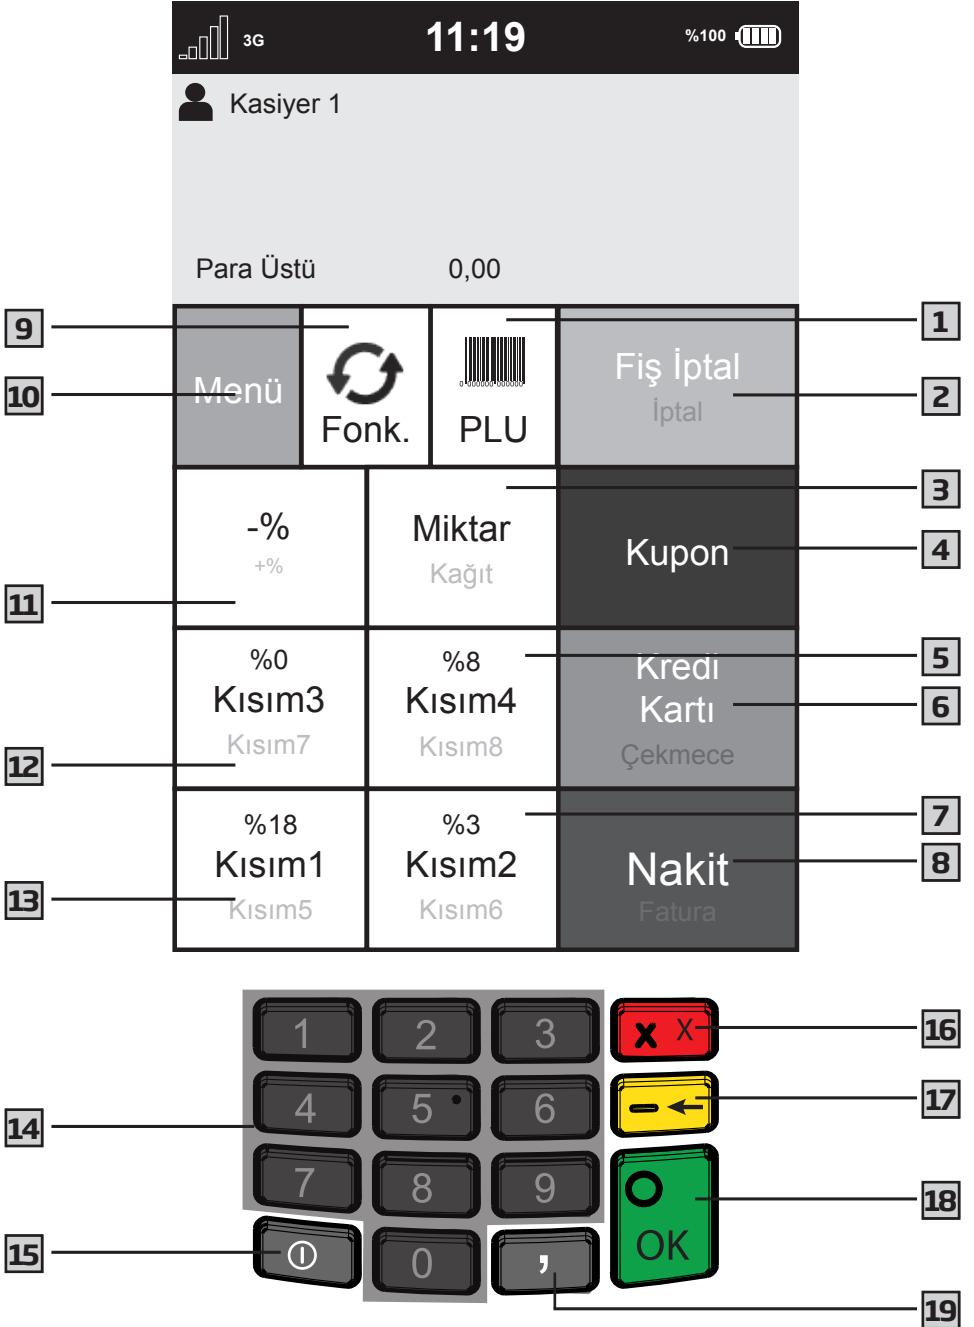 3G 11:19 %100
Kasiyer 1
Para Üstü 0,00
9 1
Menü Fonk. PLU Fiş İptal
0 000000 000000
İptal
10 2
-% Miktar Kupon
+% Kağıt
3
4
11
%0 %8 Kredi
Kısım3 Kısım4 Kartı
Kısım7 Kısım8 Çekmece
5
6
12
%18 %3
Kısım1 Kısım2 Nakit
Kısım5 Kısım6 Fatura
7
8
13
1 2 3 X X
16
4 5 6
17
14
7 8 9
18
0 , OK
15
19